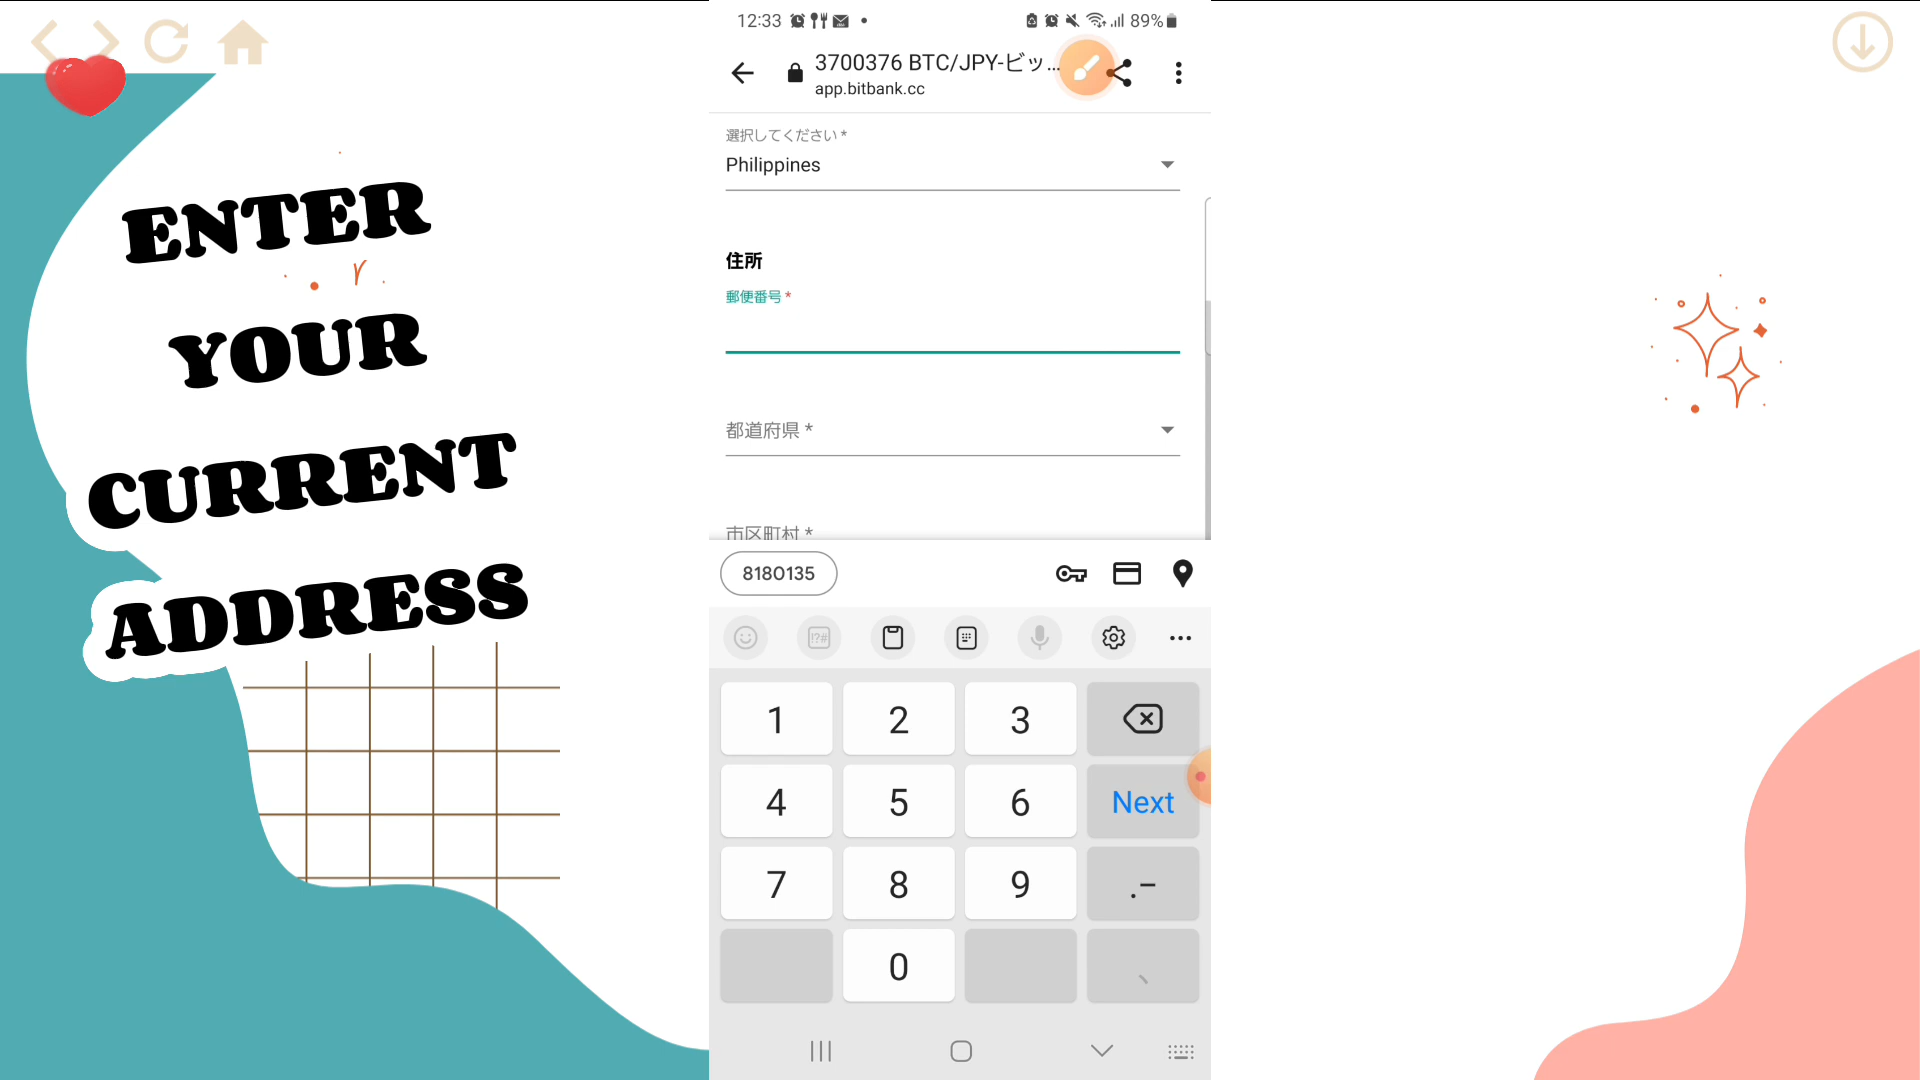 ENTER
YOUR
CURRENT
ADDRESS
12:33
89%
3700376 BTC/JPY-ビッ...
app.bitbank.cc
選択してください *
Philippines
住所
郵便番号 *
都道府県 *
市区町村 *
8180135
!?#
1 2 3
4 5 6 Next
7 8 9 .-
0 、